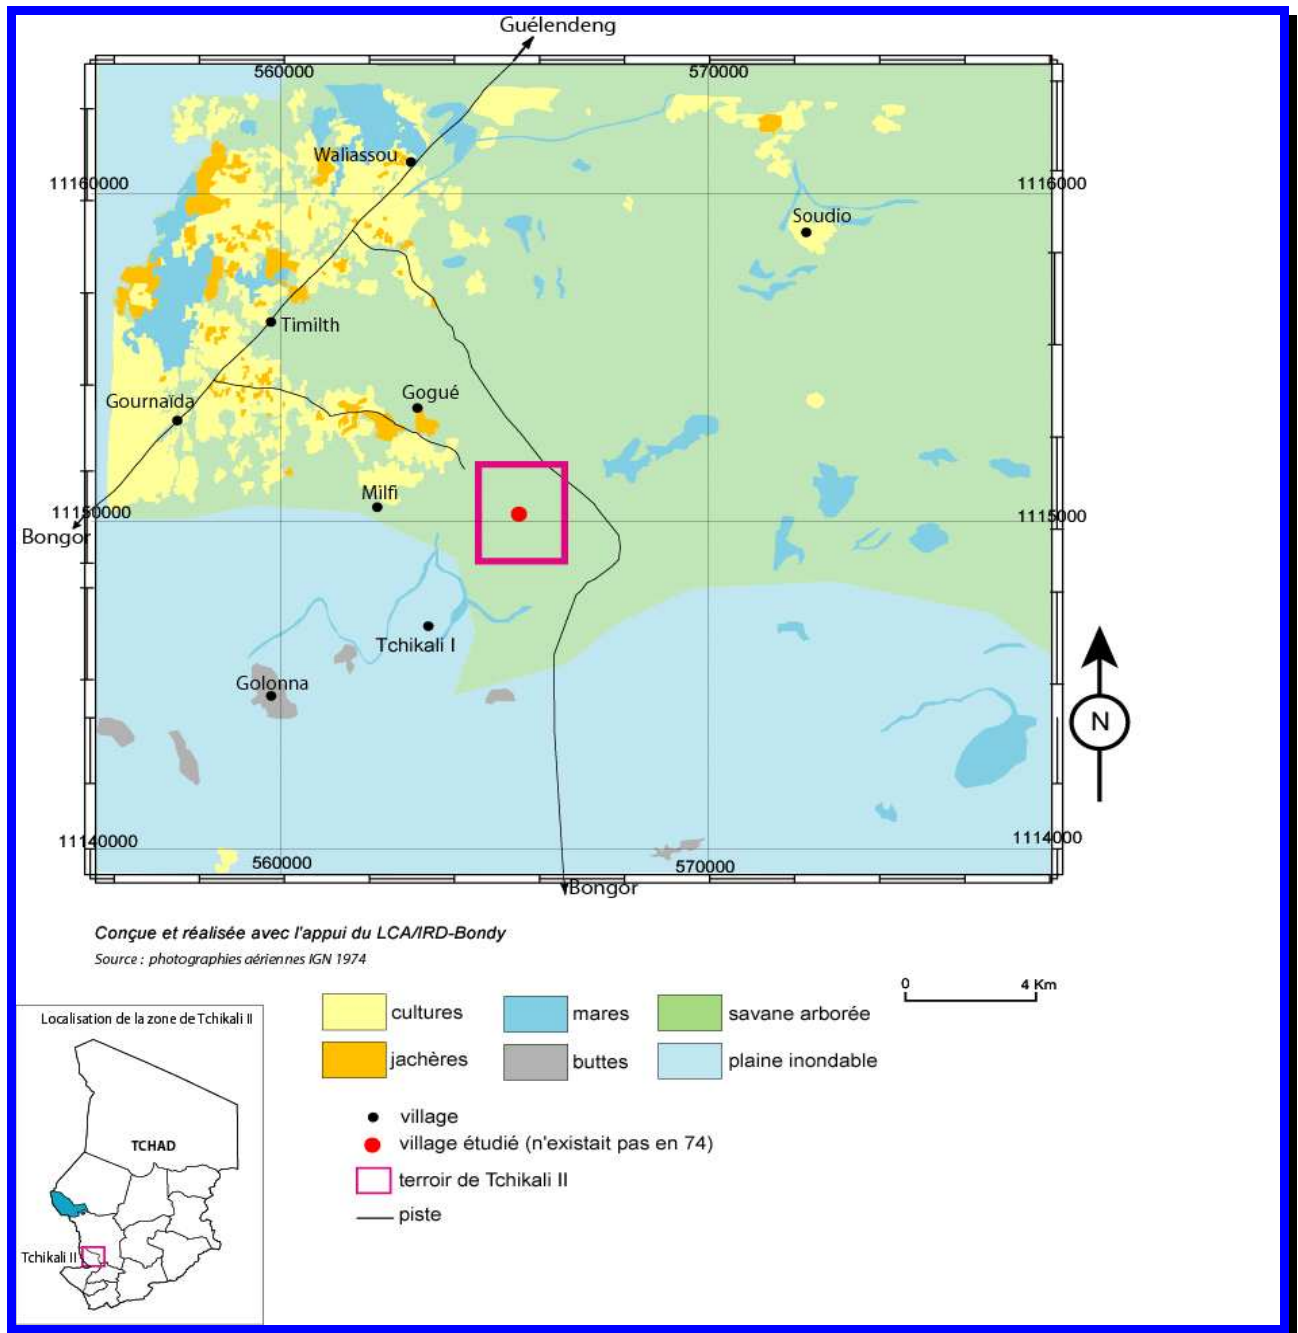 Guélendeng
560000
570000
Waliassou
11160000
1116000
Soudio
Timilth
Gogué
Gournaïda
Milfi
11150000
1115000
Bongor
Tchikali I
Golonna
N
11140000
1114000
560000
570000
Bongor
Conçue et réalisée avec l'appui du LCA/IRD-Bondy
Source : photographies aériennes IGN 1974
0 4 Km
cultures mares savane arborée
jachères buttes plaine inondable
village
village étudié (n'existait pas en 74)
terroir de Tchikali II
piste
Localisation de la zone de Tchikali II
TCHAD
Tchikali II